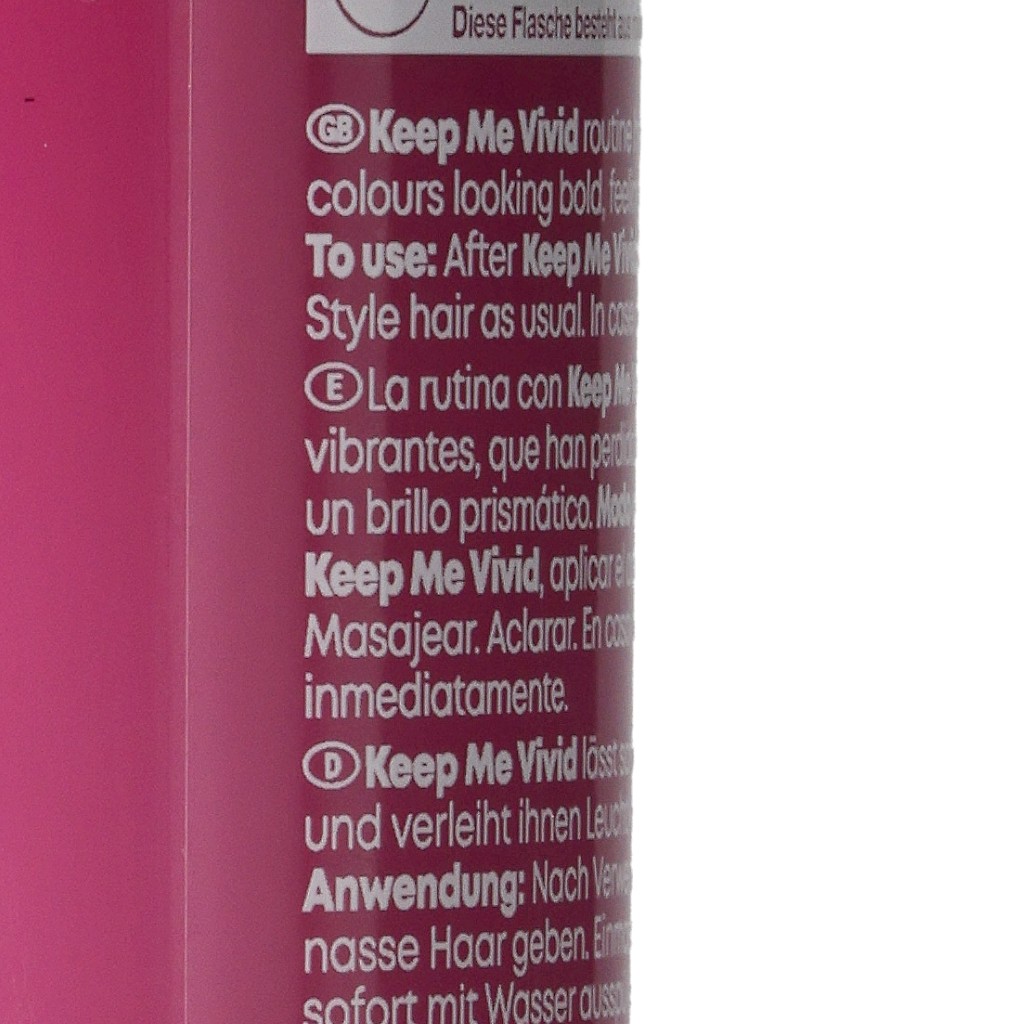 Diese Flasche besteht aus
GB Keep Me Vivid routine
colours looking bold,
To use: After Keep Me
Style hair as usual. In case
E La rutina con Keep Me
vibrantes, que han
un brillo prismático. Modo
Keep Me Vivid, aplicar
Masajear. Aclarar. En caso
inmediatamente.
D Keep Me Vivid lässt
und verleiht ihnen
Anwendung: Nach
nasse Haar geben.
sofort mit Wasser